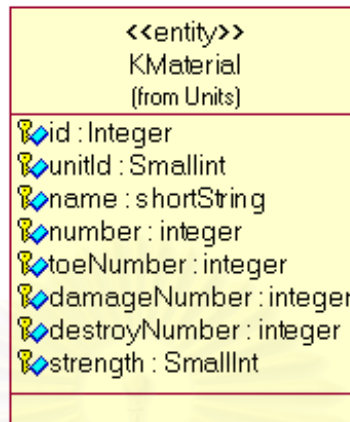 <<entity>>
KMaterial
(from Units)
id : Integer
unitId : Smallint
name : shortString
number : integer
toeNumber : integer
damageNumber : integer
destroyNumber : integer
strength : SmallInt